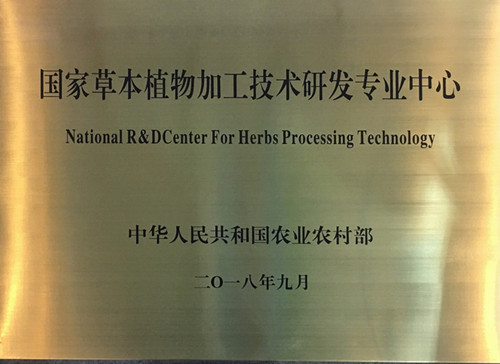 国家草本植物加工技术研发专业中心
National R&DCenter For Herbs Processing Technology
中华人民共和国农业农村部
二O一八年九月